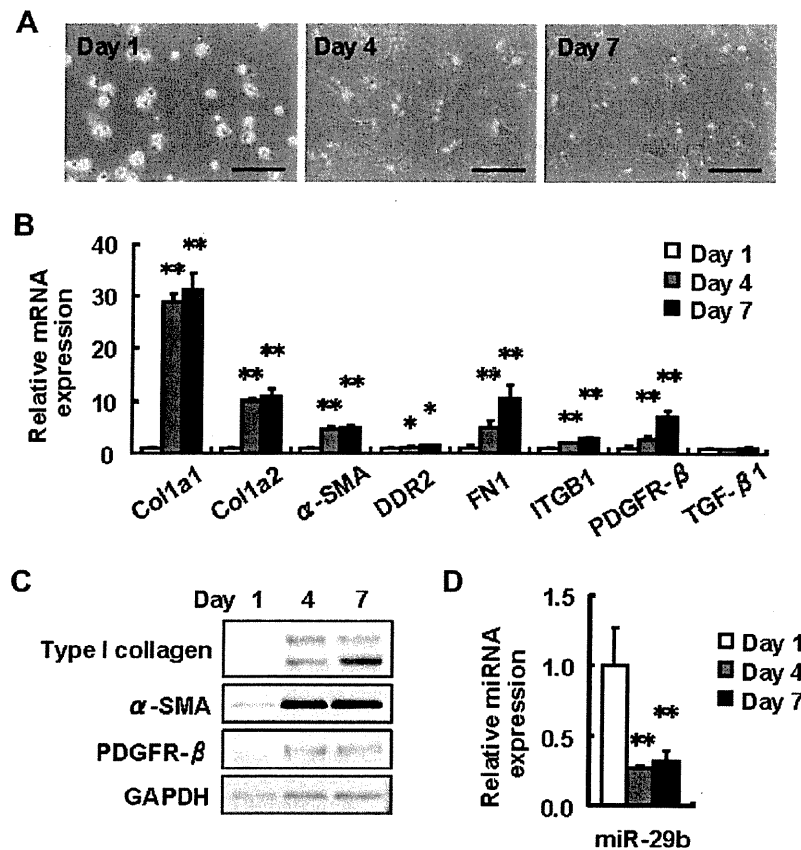 A
Day 1
Day 4
Day 7
B
Relative mRNA
expression
40
30
20
10
0
** **
** **
** **
* *
** **
** **
** **
Day 1
Day 4
Day 7
Col1a1
Col1a2
α-SMA
DDR2
FN1
ITGB1
PDGFR-β
TGF-β1
C
Day 1 4 7
Type I collagen
α-SMA
PDGFR-β
GAPDH
D
Relative miRNA
expression
1.5
1.0
0.5
0.0
** **
Day 1
Day 4
Day 7
miR-29b